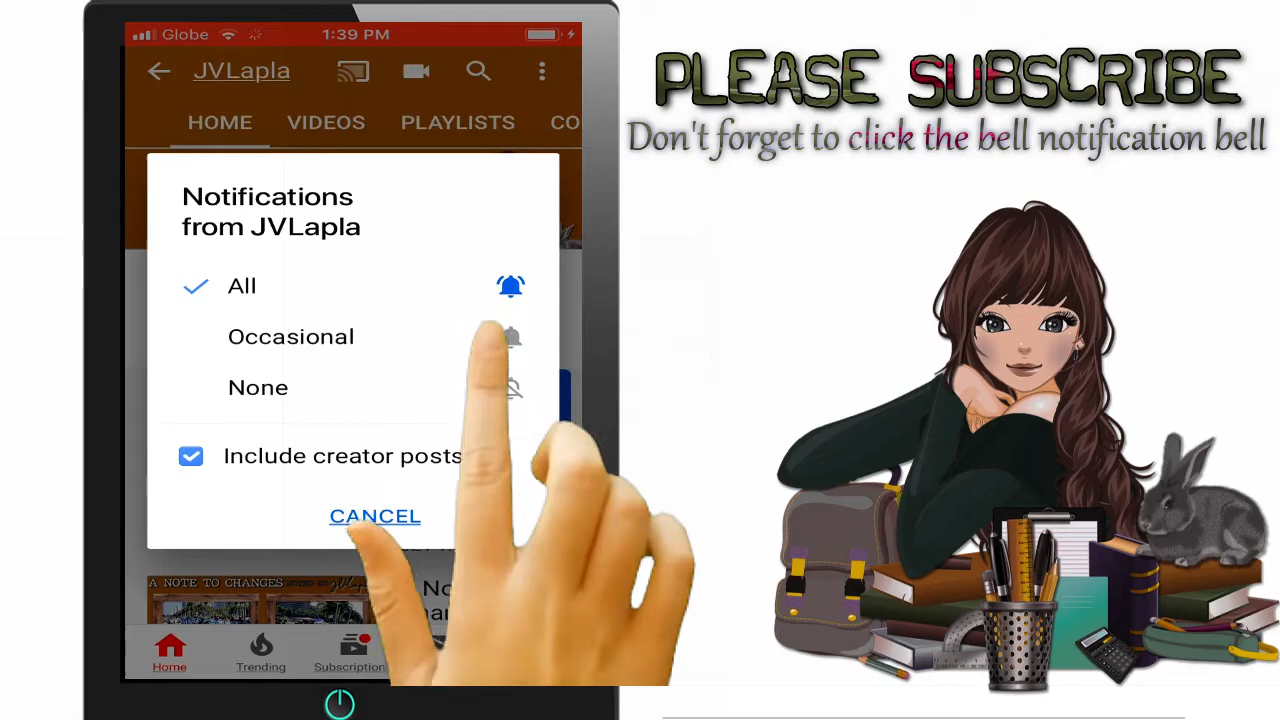 Globe 1:39 PM
JVLapla
HOME VIDEOS PLAYLISTS CO
Notifications
from JVLapla
All
Occasional
None
Include creator posts
CANCEL
A NOTE TO CHANGES
Home Trending Subscription
PLEASE SUBSCRIBE
Don't forget to click the bell notification bell